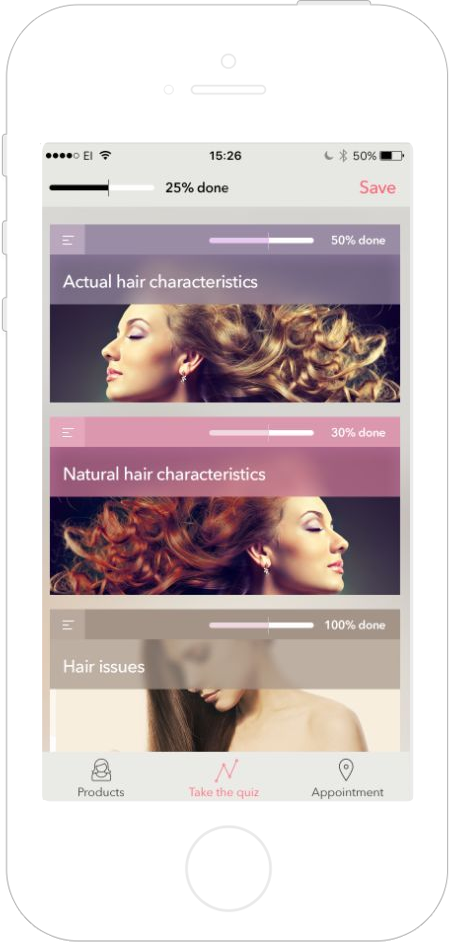 EI 15:26 50%
25% done Save
50% done
Actual hair characteristics
30% done
Natural hair characteristics
100% done
Hair issues
Products Take the quiz Appointment